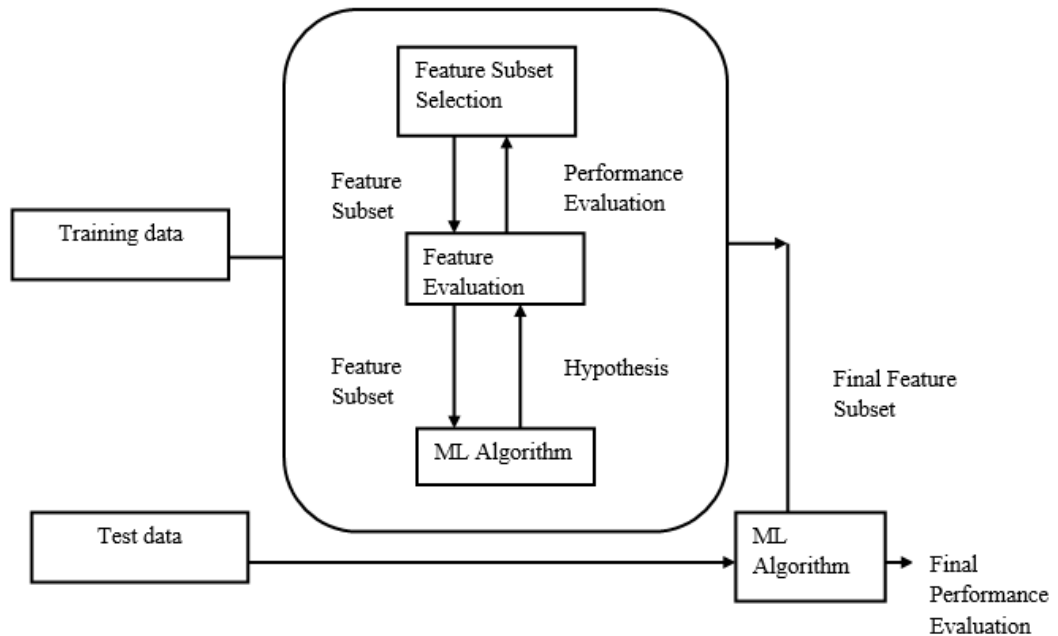 Feature Subset
Selection
Feature
Subset
Performance
Evaluation
Training data
Feature
Evaluation
Feature
Subset
Hypothesis
Final Feature
Subset
ML Algorithm
Test data
ML
Algorithm
Final
Performance
Evaluation